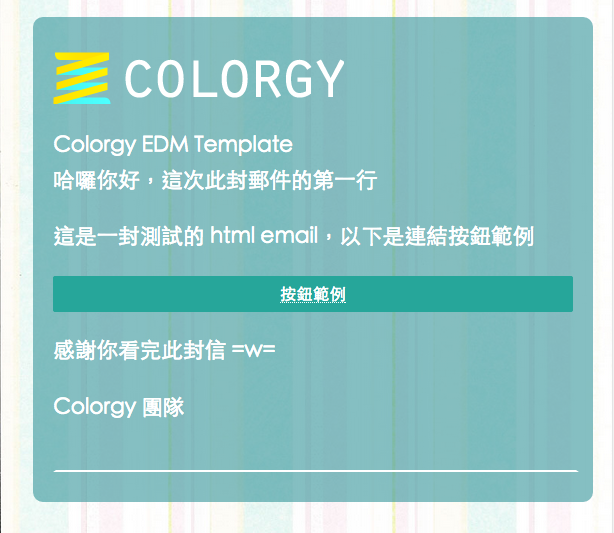 COLORGY
Colorgy EDM Template
哈囉你好，這次此封郵件的第一行
這是一封測試的 html email，以下是連結按鈕範例
按鈕範例
感謝你看完此封信 =w=
Colorgy 團隊